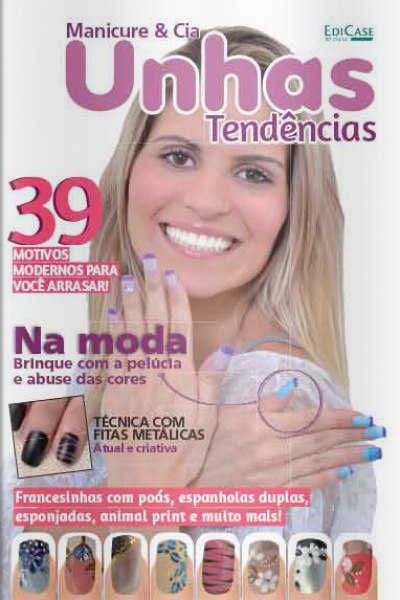 Manicure & Cia
EDICASE
Unhas
Tendências
39
MOTIVOS
MODERNOS PARA
VOCÊ ARRASAR!
Na moda
Brinque com a pelúcia
e abuse das cores
TÉCNICA COM
FITAS METÁLICAS
Atual e criativa
Francesinhas com poás, espanholas duplas,
esponjadas, animal print e muito mais!